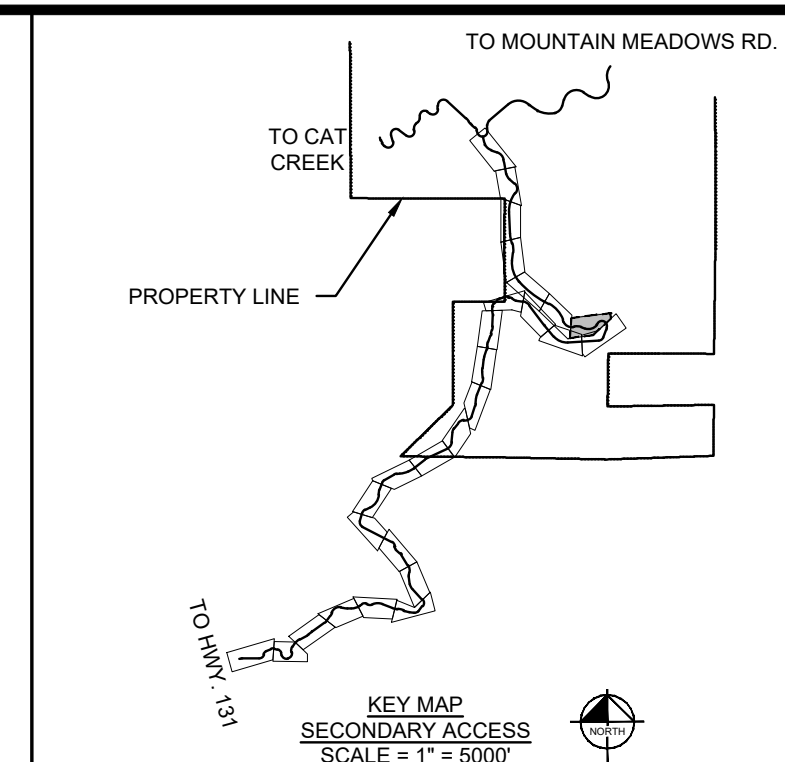 TO MOUNTAIN MEADOWS RD.
TO CAT
CREEK
PROPERTY LINE
TO HWY. 131
KEY MAP
SECONDARY ACCESS
SCALE = 1" = 5000'
NORTH